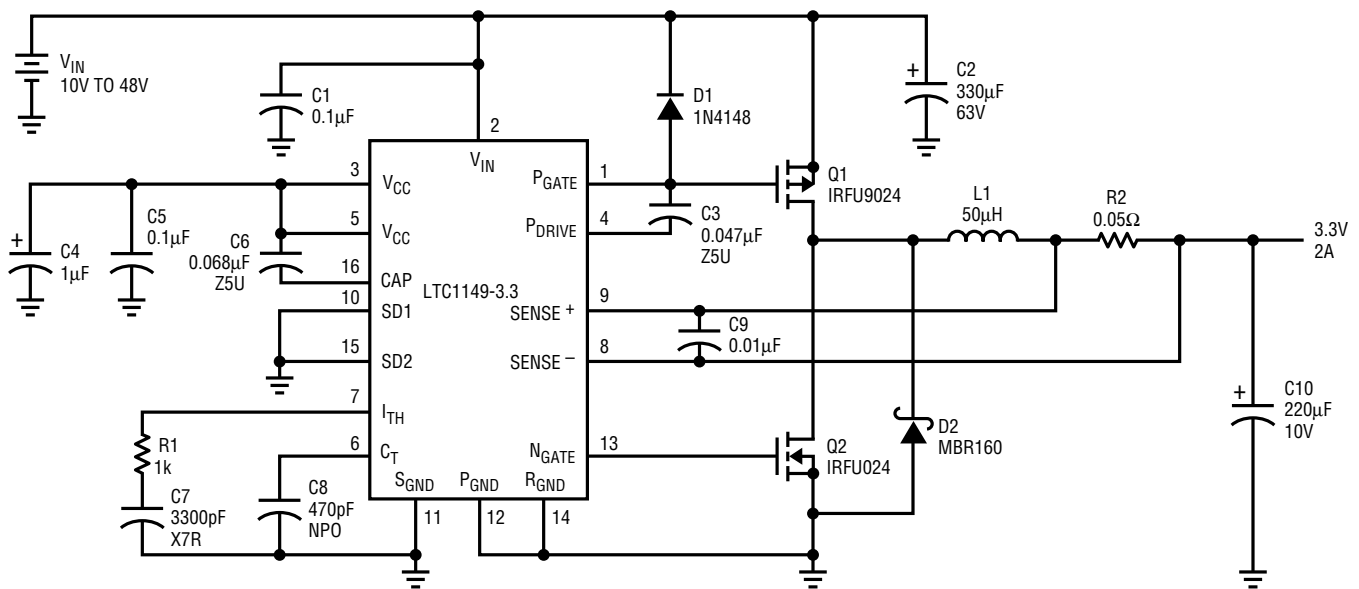 V_IN
10V TO 48V
C1
0.1µF
2
V_IN
D1
1N4148
+
C2
330µF
63V
3
V_CC
P_GATE
1
Q1
IRFU9024
C5
0.1µF
5
V_CC
P_DRIVE
4
C3
0.047µF
Z5U
L1
50µH
R2
0.05Ω
3.3V
2A
+
C4
1µF
C6
0.068µF
Z5U
16
CAP
LTC1149-3.3
10
SD1
SENSE +
9
C9
0.01µF
15
SD2
SENSE –
8
7
I_TH
R1
1k
6
C_T
N_GATE
13
Q2
IRFU024
D2
MBR160
+
C10
220µF
10V
S_GND
P_GND
R_GND
C7
3300pF
X7R
C8
470pF
NPO
11
12
14